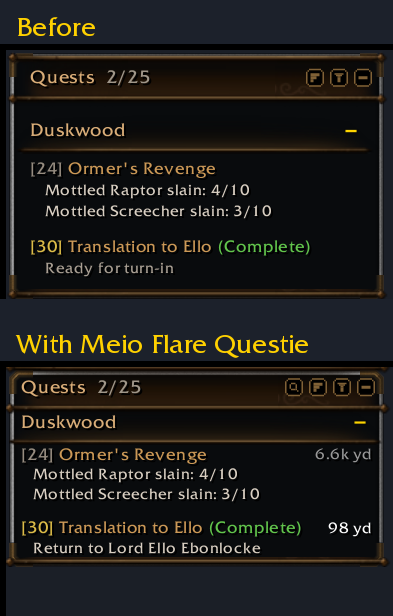 Before
Quests 2/25
Duskwood
[24] Ormer's Revenge
Mottled Raptor slain: 4/10
Mottled Screecher slain: 3/10
[30] Translation to Ello (Complete)
Ready for turn-in
With Meio Flare Questie
Quests 2/25
Duskwood
[24] Ormer's Revenge 6.6k yd
Mottled Raptor slain: 4/10
Mottled Screecher slain: 3/10
[30] Translation to Ello (Complete) 98 yd
Return to Lord Ello Ebonlocke